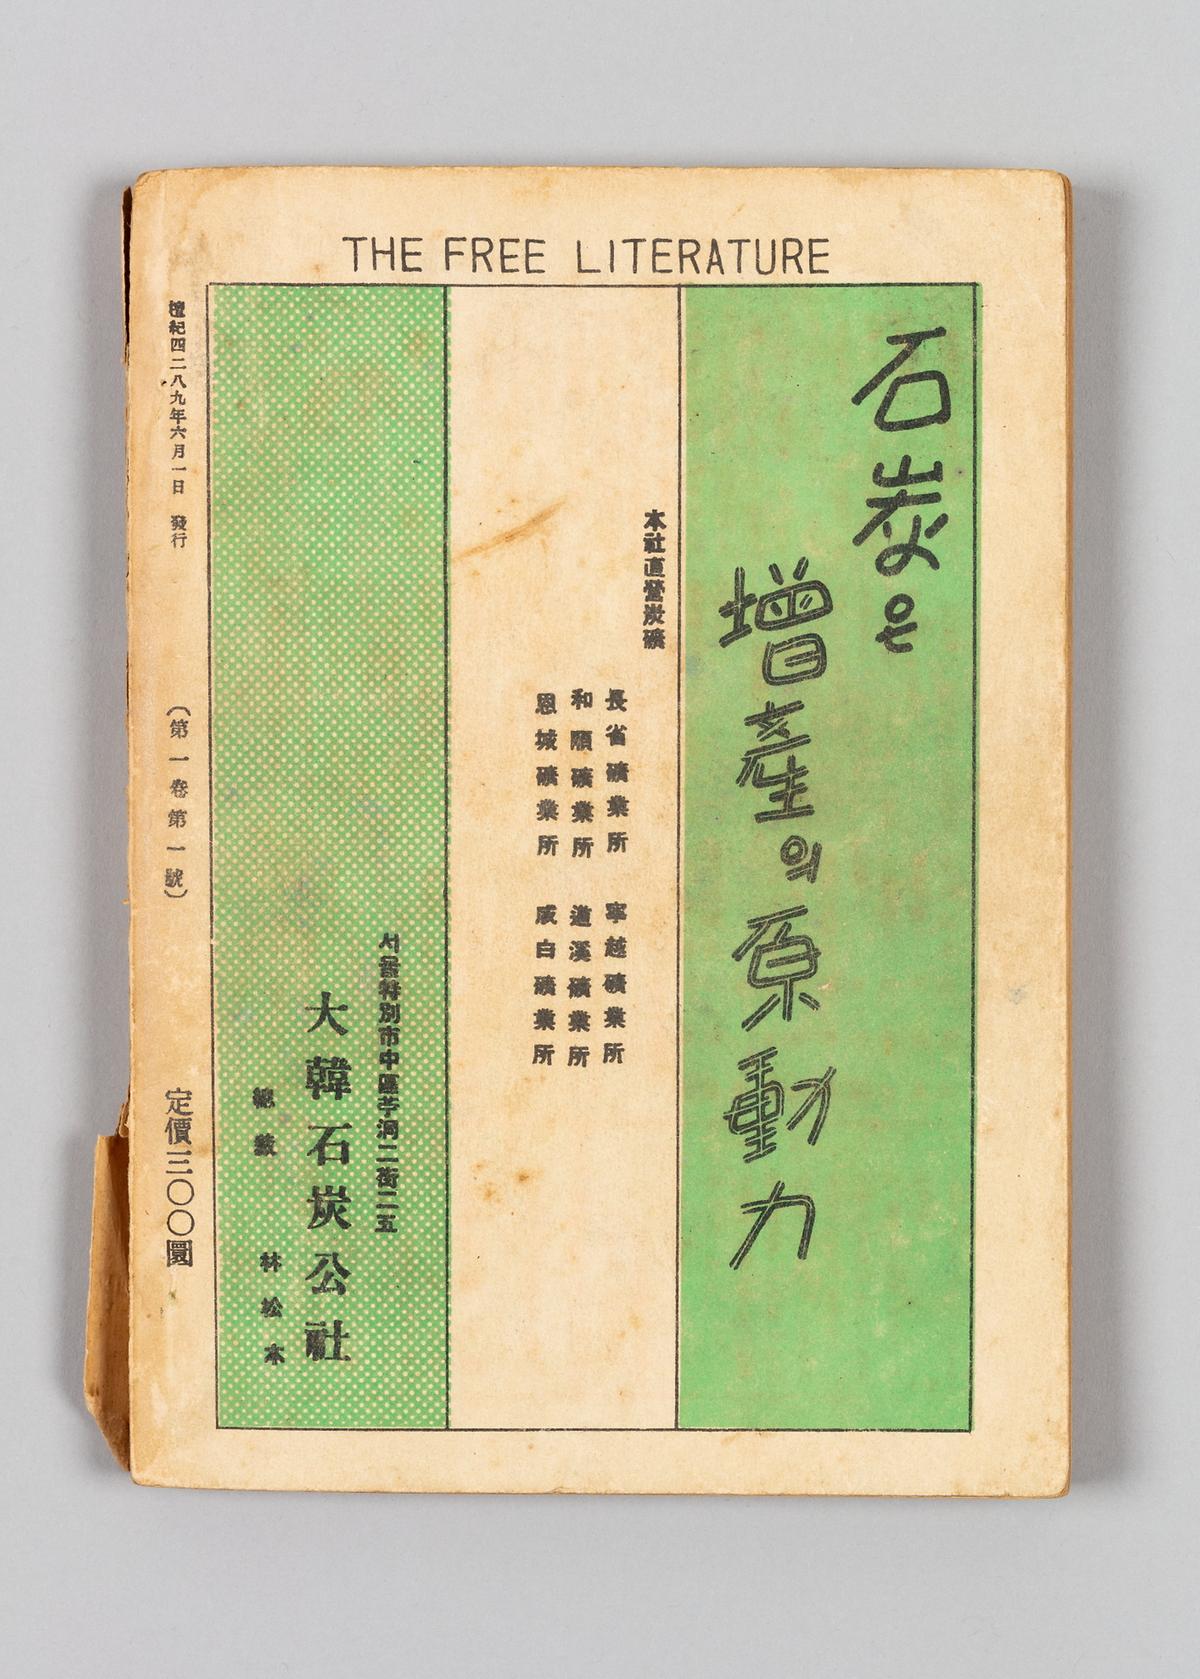 THE FREE LITERATURE
石炭은
增產의 原動力
本社直營炭礦
長省礦業所 寧越礦業所
和順礦業所 道溪礦業所
恩城礦業所 咸白礦業所
서울特別市中區苧洞二街二五
大韓石炭公社
總裁 林松本
檀紀四二八九年六月一日 發行 (第一卷第一號) 定價三〇〇圜